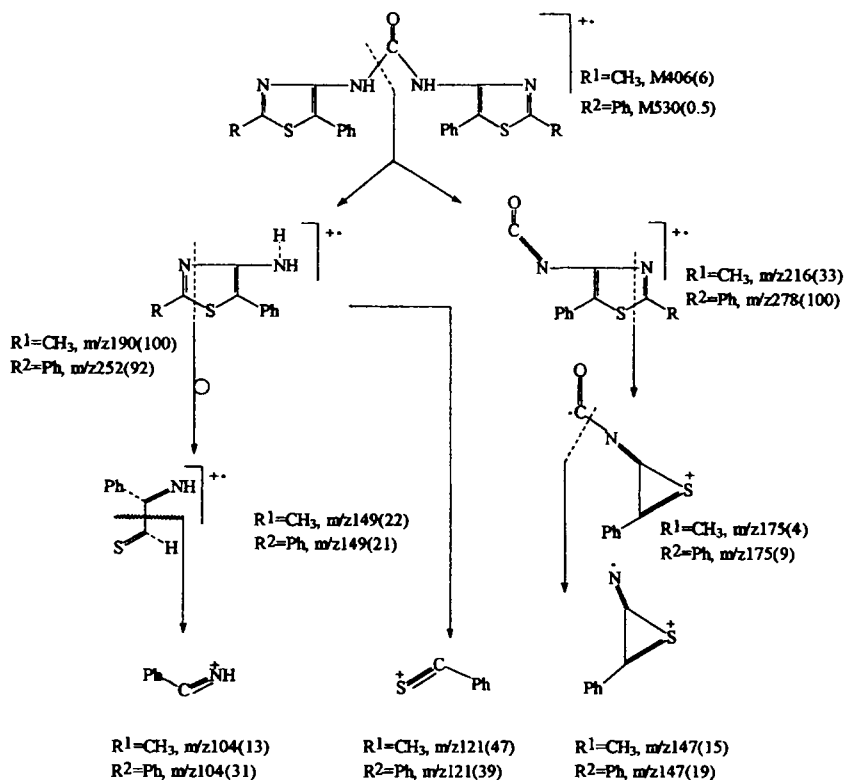 O
+·
C
N
NH
NH
N
R
S
Ph
Ph
S
R
R1=CH3, M406(6)
R2=Ph, M530(0.5)
H
+·
N
NH
R
S
Ph
R1=CH3, m/z190(100)
R2=Ph, m/z252(92)
O
C
+·
N
N
Ph
S
R
R1=CH3, m/z216(33)
R2=Ph, m/z278(100)
O
·C
N
+
S
Ph
R1=CH3, m/z175(4)
R2=Ph, m/z175(9)
Ph
NH
+·
C
S
H
R1=CH3, m/z149(22)
R2=Ph, m/z149(21)
·
N
+
S
Ph
Ph
C
+
NH
+
S
C
Ph
R1=CH3, m/z104(13)
R2=Ph, m/z104(31)
R1=CH3, m/z121(47)
R2=Ph, m/z121(39)
R1=CH3, m/z147(15)
R2=Ph, m/z147(19)